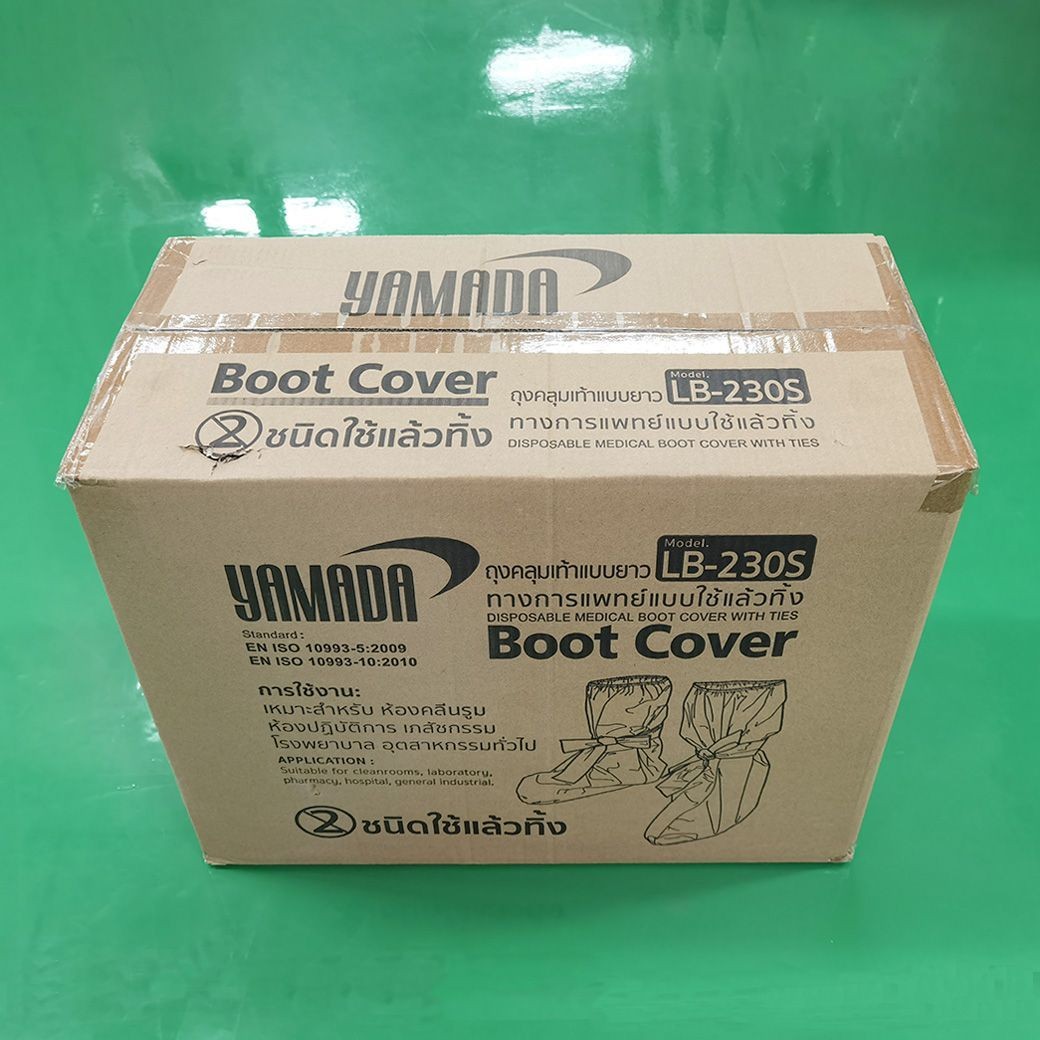 YAMADA
Boot Cover
ถุงคลุมเท้าแบบยาว Model. LB-230S
2 ชนิดใช้แล้วทิ้ง
ทางการแพทย์แบบใช้แล้วทิ้ง
DISPOSABLE MEDICAL BOOT COVER WITH TIES
YAMADA
ถุงคลุมเท้าแบบยาว Model. LB-230S
ทางการแพทย์แบบใช้แล้วทิ้ง
DISPOSABLE MEDICAL BOOT COVER WITH TIES
Boot Cover
Standard :
EN ISO 10993-5:2009
EN ISO 10993-10:2010
การใช้งาน:
เหมาะสำหรับ ห้องคลีนรูม
ห้องปฏิบัติการ เภสัชกรรม
โรงพยาบาล อุตสาหกรรมทั่วไป
APPLICATION :
Suitable for cleanrooms, laboratory,
pharmacy, hospital, general industrial.
2 ชนิดใช้แล้วทิ้ง